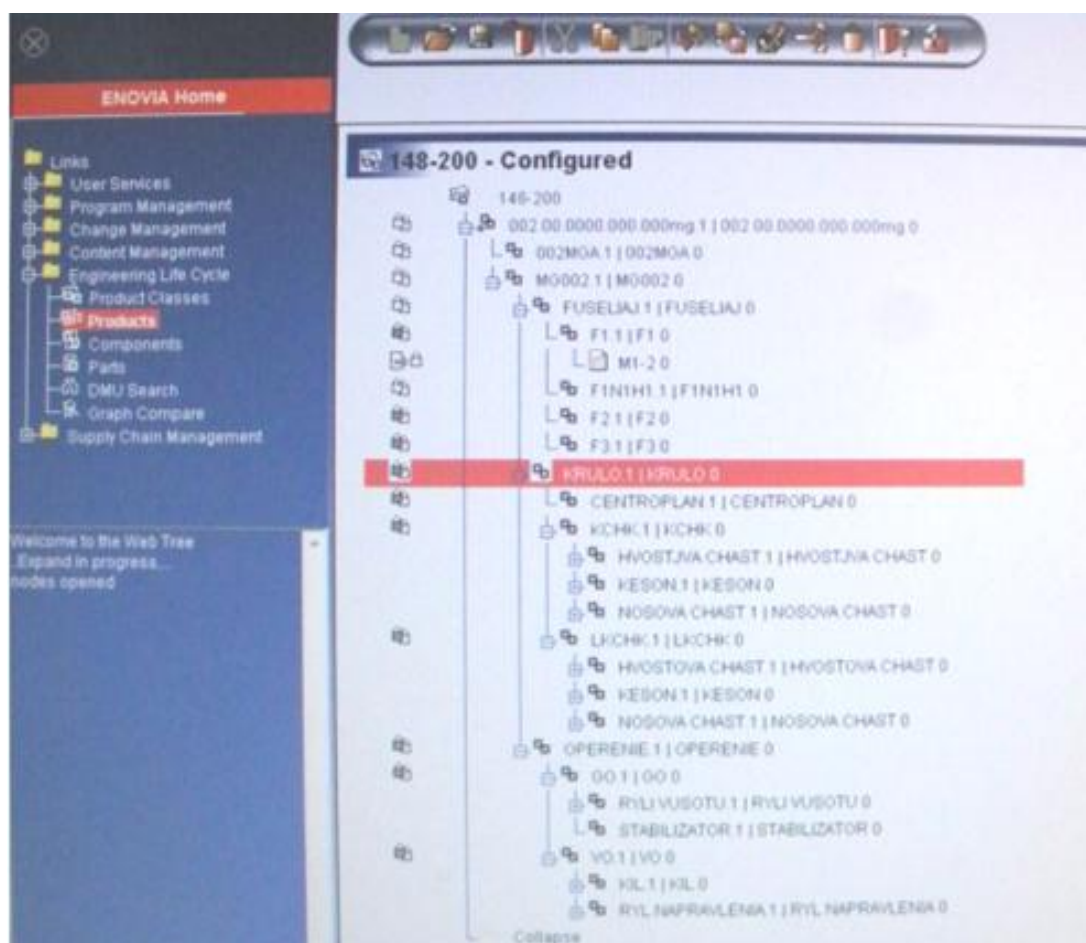 ENOVIA Home
Links
User Services
Program Management
Change Management
Content Management
Engineering Life Cycle
Product Classes
Products
Components
Parts
DMU Search
Graph Compare
Supply Chain Management
Welcome to the Web Tree
Expand in progress...
nodes opened
148-200 - Configured
148-200
002.00.0000.000.000mg.1 | 002.00.0000.000.000mg 0
002MGA.1 | 002MGA 0
MG002.1 | MG002 0
FUSELIAJ.1 | FUSELIAJ 0
F1.1 | F1 0
M1-2 0
F1N1H1.1 | F1N1H1 0
F2.1 | F2 0
F3.1 | F3 0
KRULO.1 | KRULO 0
CENTROPLAN.1 | CENTROPLAN 0
KCHK.1 | KCHK 0
HVOSTJVA CHAST.1 | HVOSTJVA CHAST 0
KESON.1 | KESON 0
NOSOVA CHAST.1 | NOSOVA CHAST 0
LKCHK.1 | LKCHK 0
HVOSTOVA CHAST.1 | HVOSTOVA CHAST 0
KESON.1 | KESON 0
NOSOVA CHAST.1 | NOSOVA CHAST 0
OPERENIE.1 | OPERENIE 0
GO.1 | GO 0
RYLI VUSOTU.1 | RYLI VUSOTU 0
STABILIZATOR.1 | STABILIZATOR 0
VO.1 | VO 0
KIL.1 | KIL 0
RYL NAPRAVLENIA.1 | RYL NAPRAVLENIA 0
Collapse